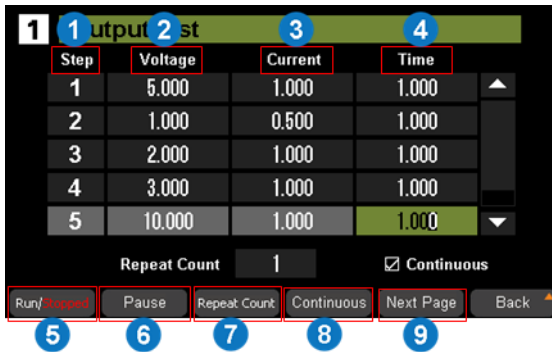 1 utput st
1 2 3 4
Step Voltage Current Time
1 5.000 1.000 1.000
2 1.000 0.500 1.000
3 2.000 1.000 1.000
4 3.000 1.000 1.000
5 10.000 1.000 1.000
Repeat Count 1 Continuous
Run/Stopped Pause Repeat Count Continuous Next Page Back
5 6 7 8 9